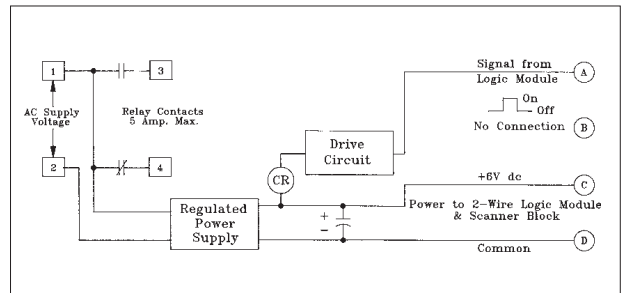 1
3
AC Supply
Voltage
Relay Contacts
5 Amp. Max.
2
4
Regulated
Power
Supply
CR
Drive
Circuit
+
-
Signal from
Logic Module
A
On
Off
No Connection
B
+6V dc
C
Power to 2-Wire Logic Module
& Scanner Block
Common
D